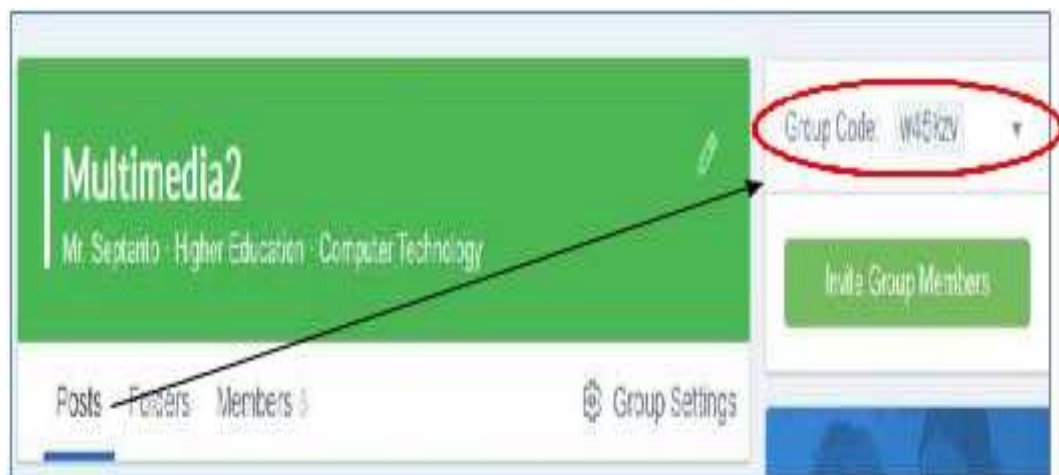 Multimedia2
Mr. Septanto · Higher Education · Computer Technology
Posts Folders Members
Group Settings
Group Code
Invite Group Members